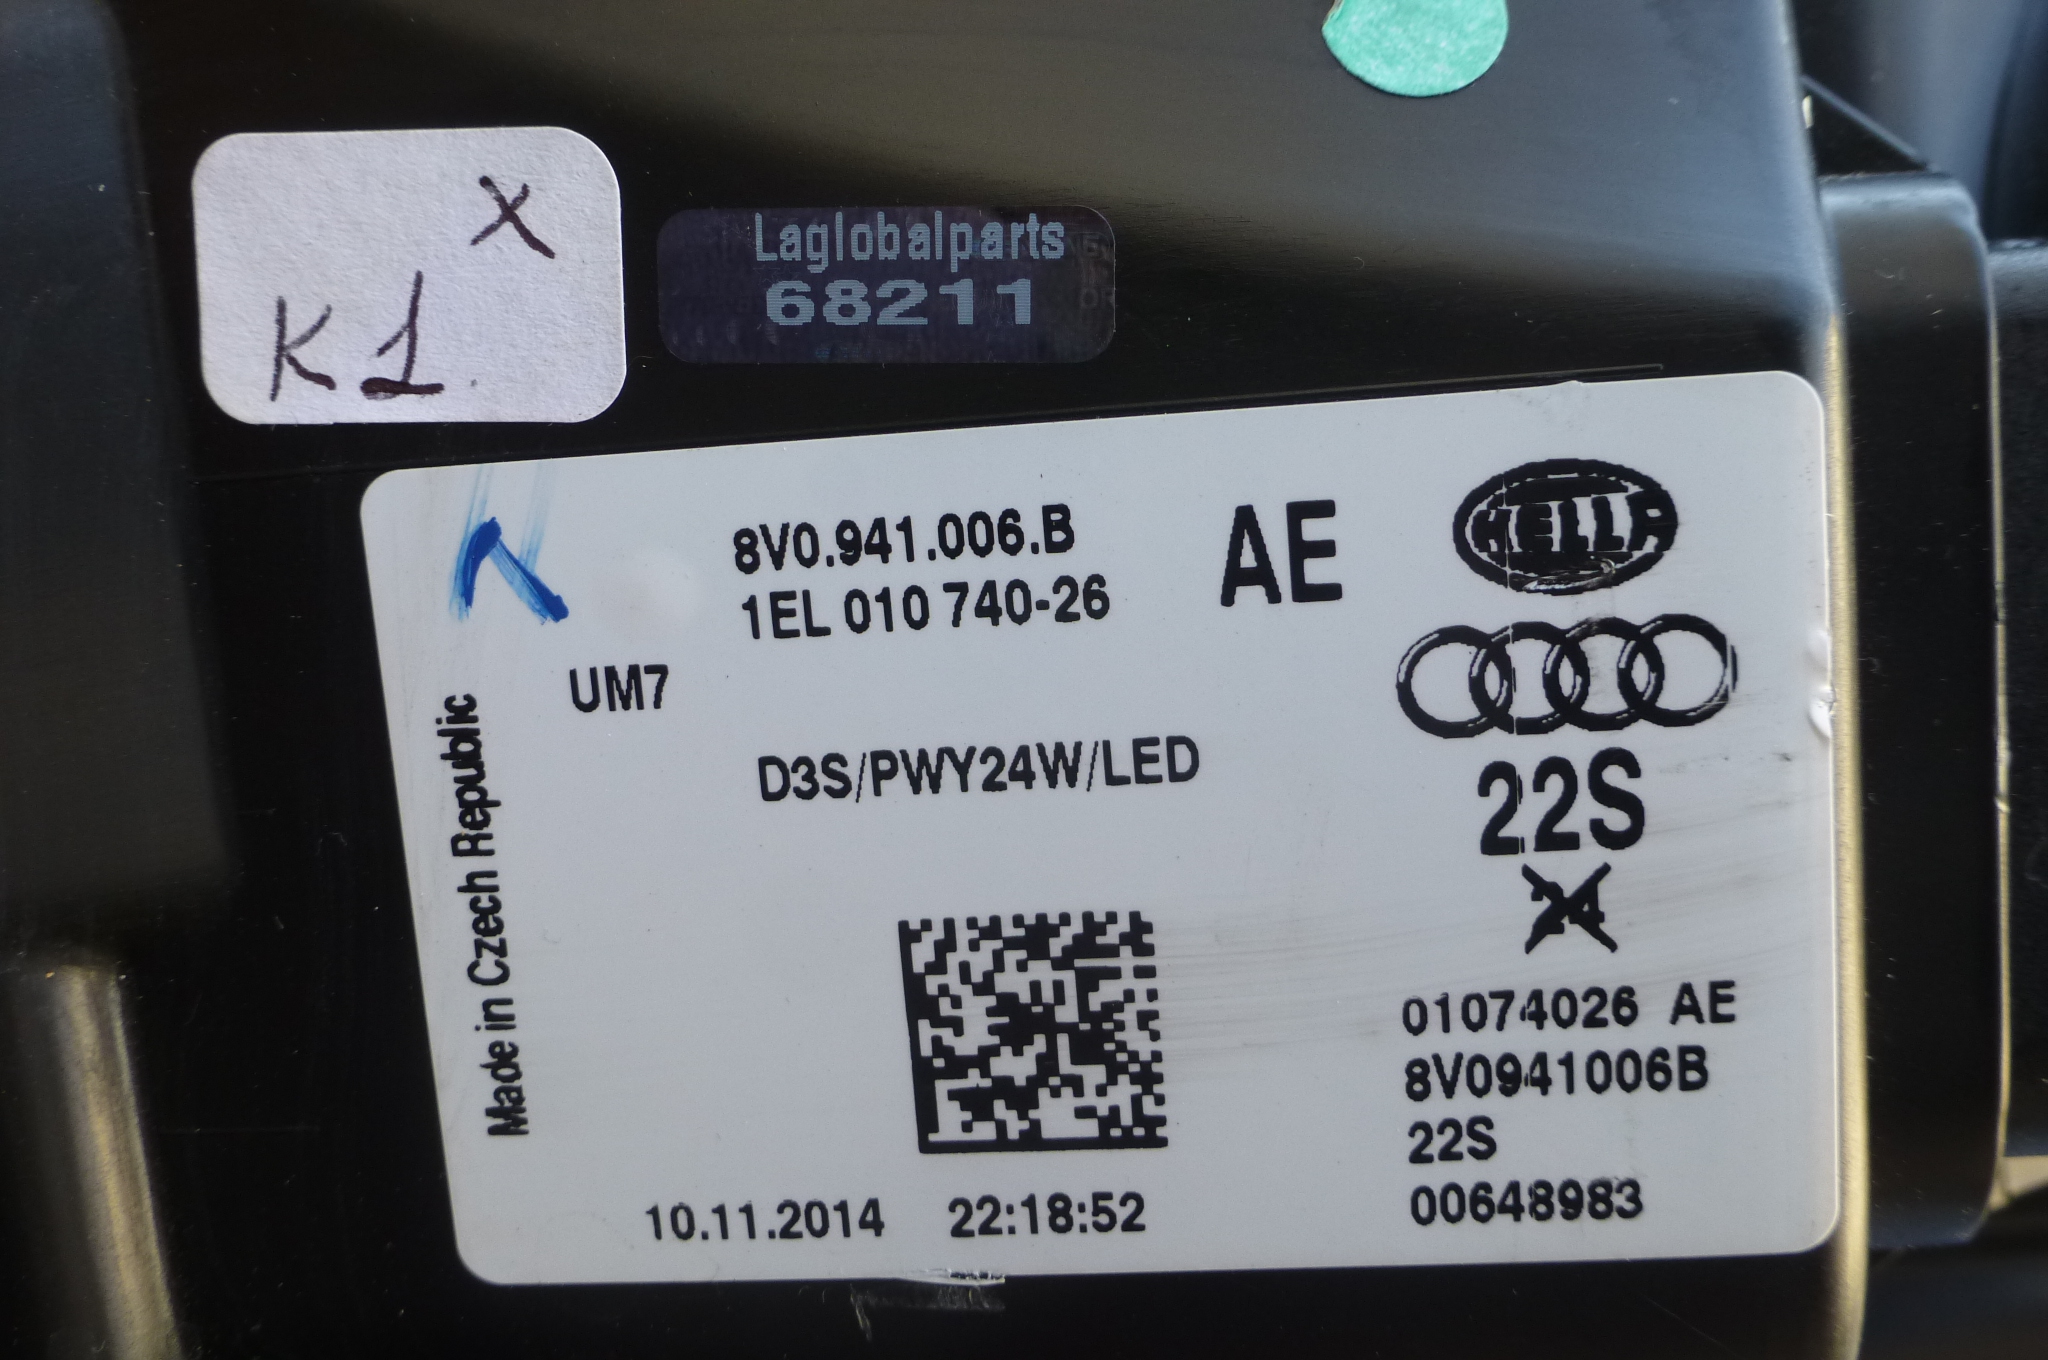 X
K1.
Laglobalparts
68211
8V0.941.006.B
1EL 010 740-26
AE
HELLA
UM7
D3S/PWY24W/LED
22S
24
Made in Czech Republic
01074026 AE
8V0941006B
22S
00648983
10.11.2014 22:18:52